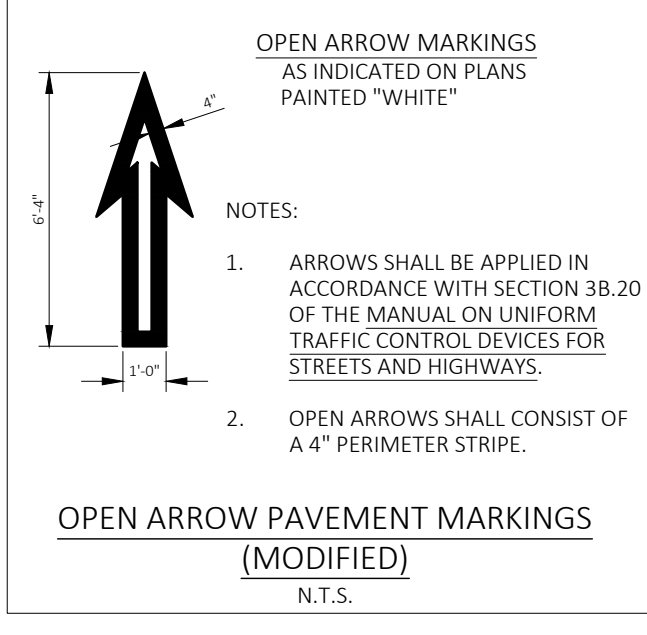 OPEN ARROW MARKINGS
AS INDICATED ON PLANS
PAINTED "WHITE"
4"
6'-4"
1'-0"
NOTES:
1. ARROWS SHALL BE APPLIED IN
ACCORDANCE WITH SECTION 3B.20
OF THE MANUAL ON UNIFORM
TRAFFIC CONTROL DEVICES FOR
STREETS AND HIGHWAYS.
2. OPEN ARROWS SHALL CONSIST OF
A 4" PERIMETER STRIPE.
OPEN ARROW PAVEMENT MARKINGS
(MODIFIED)
N.T.S.